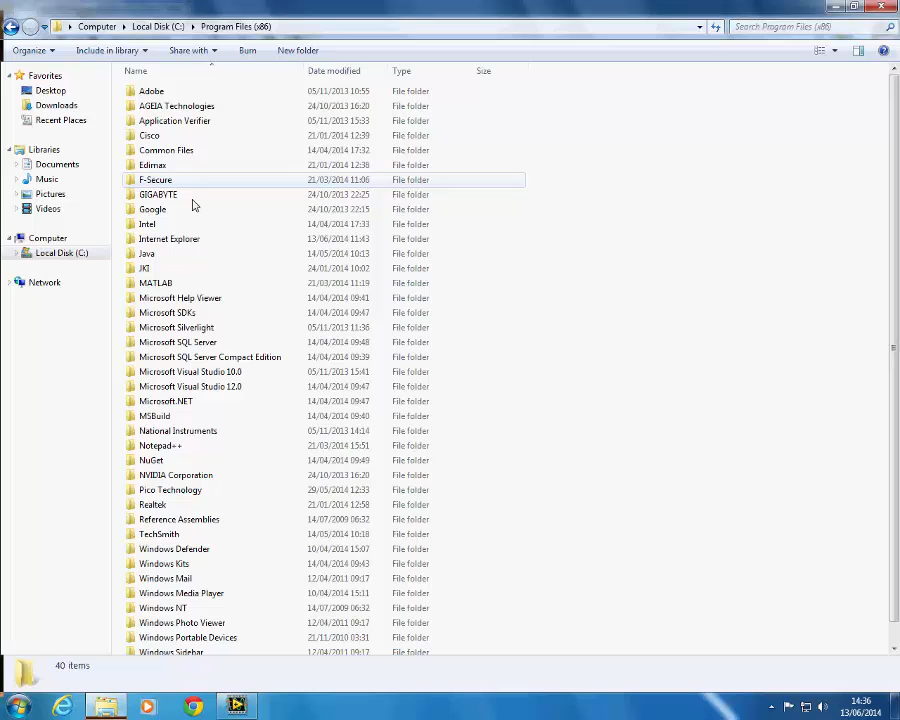 Computer Local Disk (C:) Program Files (x86) Search Program Files (x86)
Organize Include in library Share with Burn New folder
Name Date modified Type Size
Favorites
Desktop
Downloads
Recent Places
Libraries
Documents
Music
Pictures
Videos
Computer
Local Disk (C:)
Network
Adobe 05/11/2013 10:55 File folder
AGEIA Technologies 24/10/2013 16:20 File folder
Application Verifier 05/11/2013 15:33 File folder
Cisco 21/01/2014 12:39 File folder
Common Files 14/04/2014 17:32 File folder
Edimax 21/01/2014 12:38 File folder
F-Secure 21/03/2014 11:06 File folder
GIGABYTE 24/10/2013 22:25 File folder
Google 24/10/2013 22:15 File folder
Intel 14/04/2014 17:33 File folder
Internet Explorer 13/06/2014 11:43 File folder
Java 14/05/2014 10:13 File folder
JKI 24/01/2014 10:02 File folder
MATLAB 21/03/2014 11:19 File folder
Microsoft Help Viewer 14/04/2014 09:41 File folder
Microsoft SDKs 14/04/2014 09:47 File folder
Microsoft Silverlight 05/11/2013 11:36 File folder
Microsoft SQL Server 14/04/2014 09:48 File folder
Microsoft SQL Server Compact Edition 14/04/2014 09:39 File folder
Microsoft Visual Studio 10.0 05/11/2013 15:41 File folder
Microsoft Visual Studio 12.0 14/04/2014 09:47 File folder
Microsoft.NET 14/04/2014 09:47 File folder
MSBuild 14/04/2014 09:40 File folder
National Instruments 05/11/2013 14:14 File folder
Notepad++ 21/03/2014 15:51 File folder
NuGet 14/04/2014 09:49 File folder
NVIDIA Corporation 24/10/2013 16:20 File folder
Pico Technology 29/05/2014 12:33 File folder
Realtek 21/01/2014 12:58 File folder
Reference Assemblies 14/07/2009 06:32 File folder
TechSmith 14/05/2014 10:18 File folder
Windows Defender 10/04/2014 15:07 File folder
Windows Kits 14/04/2014 09:43 File folder
Windows Mail 12/04/2011 09:17 File folder
Windows Media Player 10/04/2014 15:11 File folder
Windows NT 14/07/2009 06:32 File folder
Windows Photo Viewer 12/04/2011 09:17 File folder
Windows Portable Devices 21/11/2010 03:31 File folder
Windows Sidebar 12/04/2011 09:17 File folder
40 items
14:36
13/06/2014